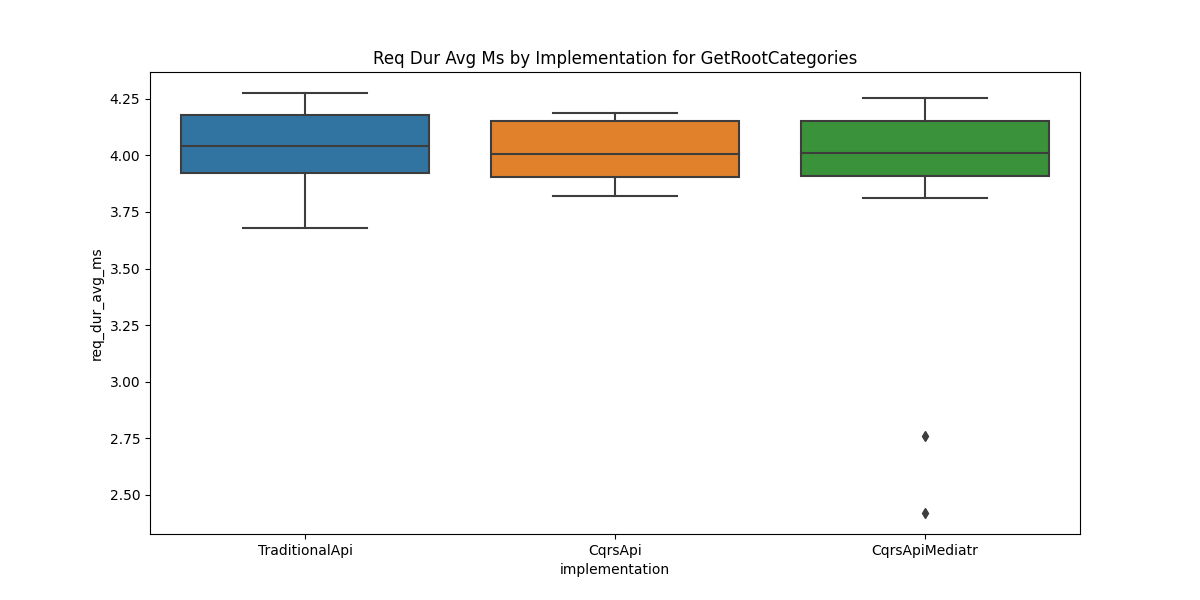 Req Dur Avg Ms by Implementation for GetRootCategories
req_dur_avg_ms
4.25
4.00
3.75
3.50
3.25
3.00
2.75
2.50
TraditionalApi
CqrsApi
CqrsApiMediatr
implementation